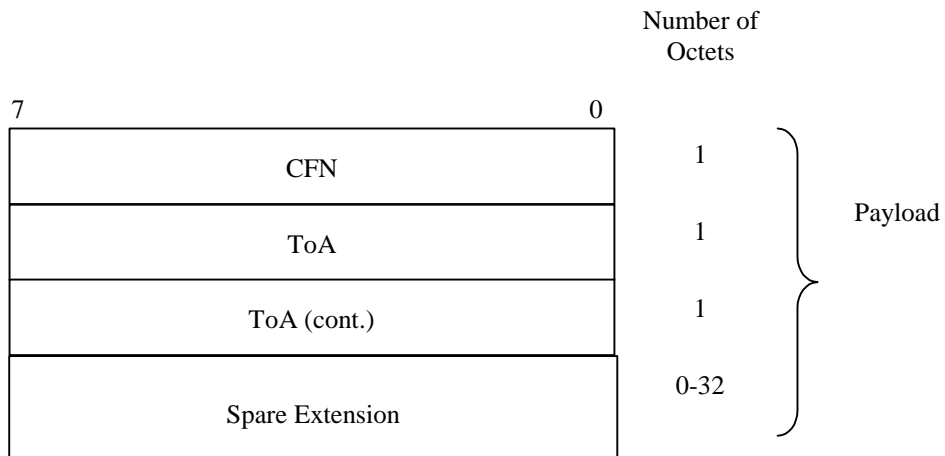 Number of
Octets
7 0
CFN 1
ToA 1
Payload
ToA (cont.) 1
Spare Extension 0-32